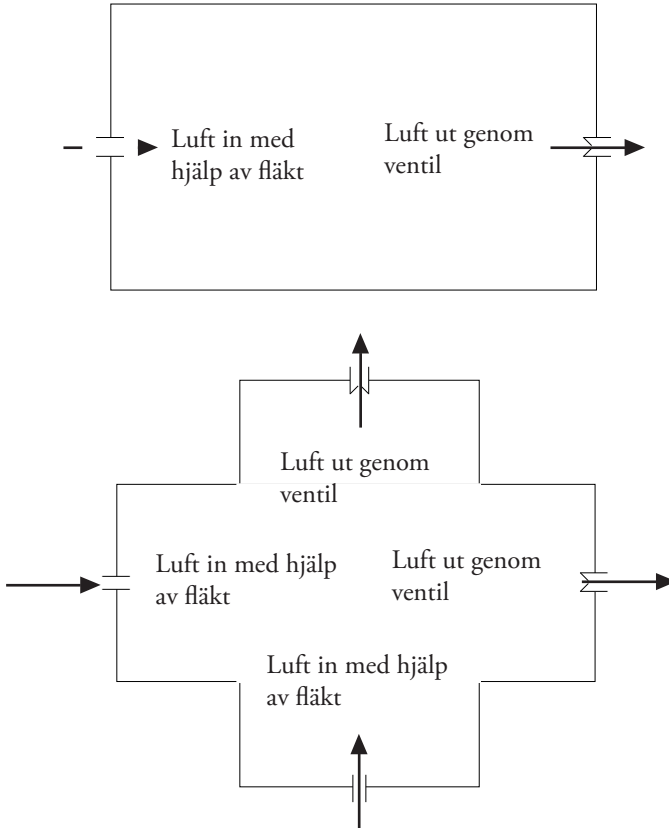 Luft in med
hjälp av fläkt
Luft ut genom
ventil
Luft ut genom
ventil
Luft in med hjälp
av fläkt
Luft ut genom
ventil
Luft in med hjälp
av fläkt